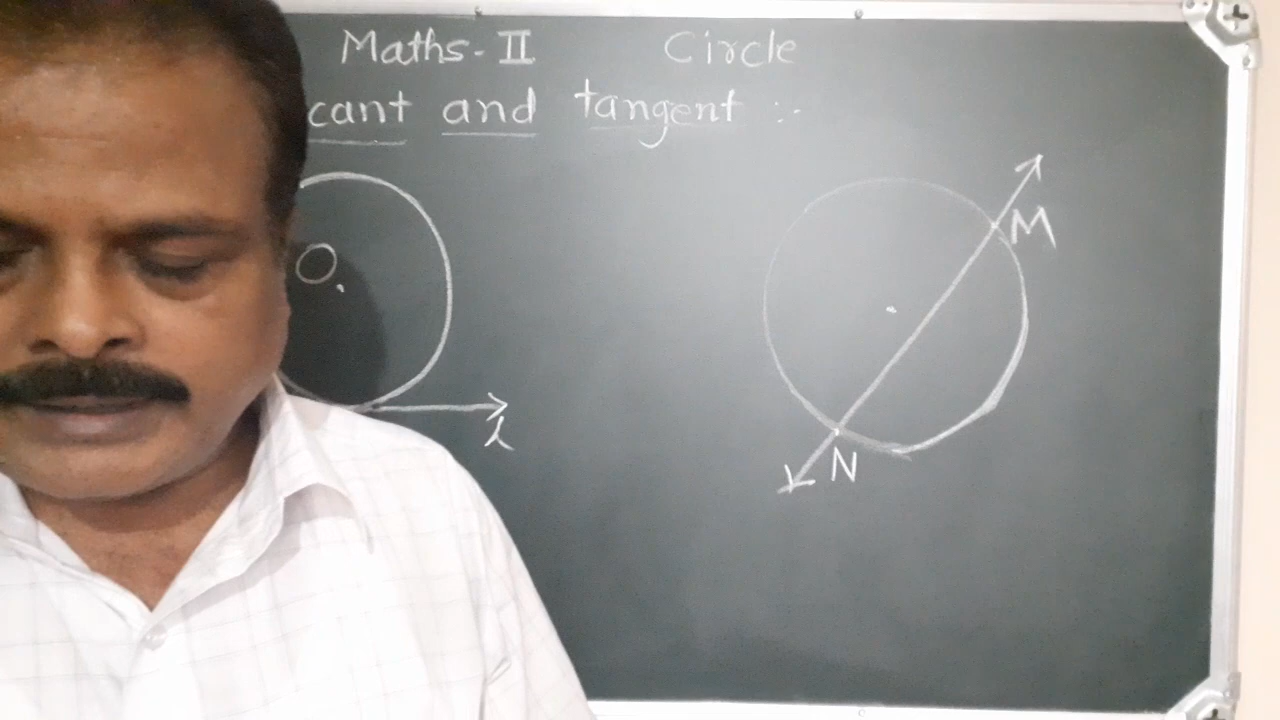 Maths-II Circle
cant and tangent :-
O
M
l
N